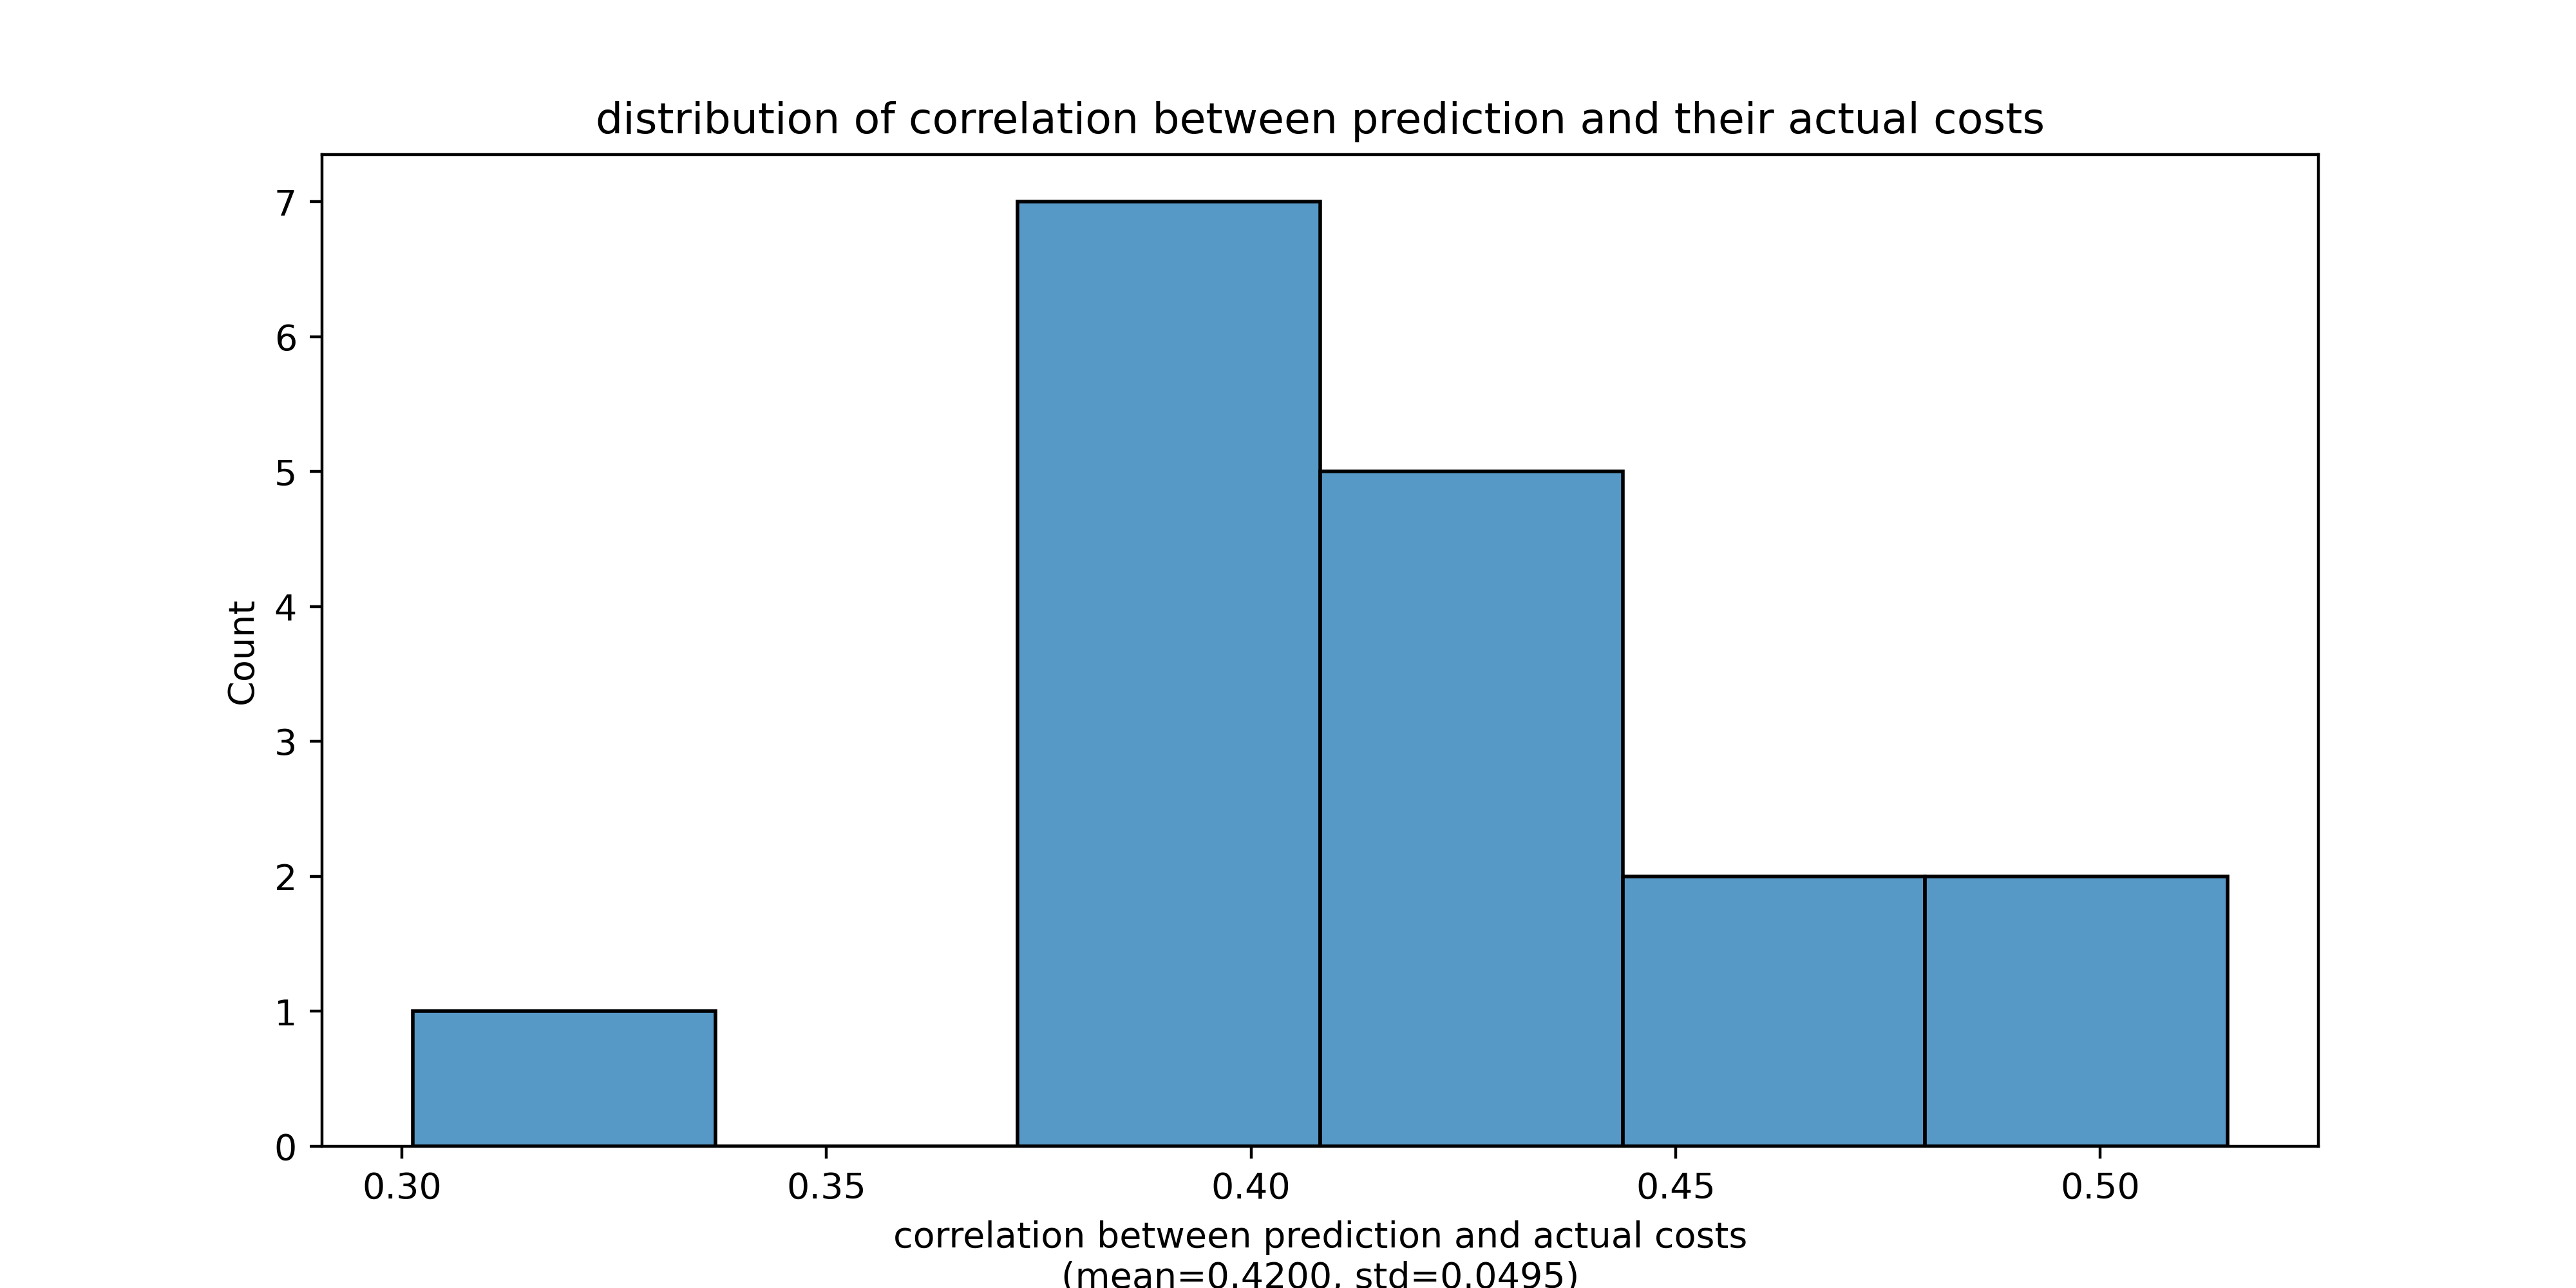 distribution of correlation between prediction and their actual costs
7
6
5
4
3
2
1
0
Count
0.30 0.35 0.40 0.45 0.50
correlation between prediction and actual costs
(mean=0.4200, std=0.0495)